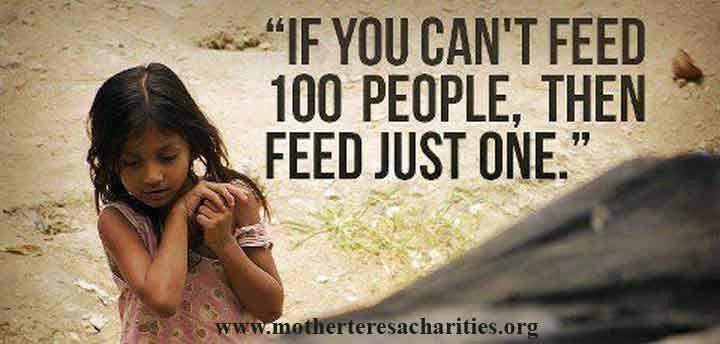 “IF YOU CAN'T FEED
100 PEOPLE, THEN
FEED JUST ONE.”
www.motherteresacharities.org